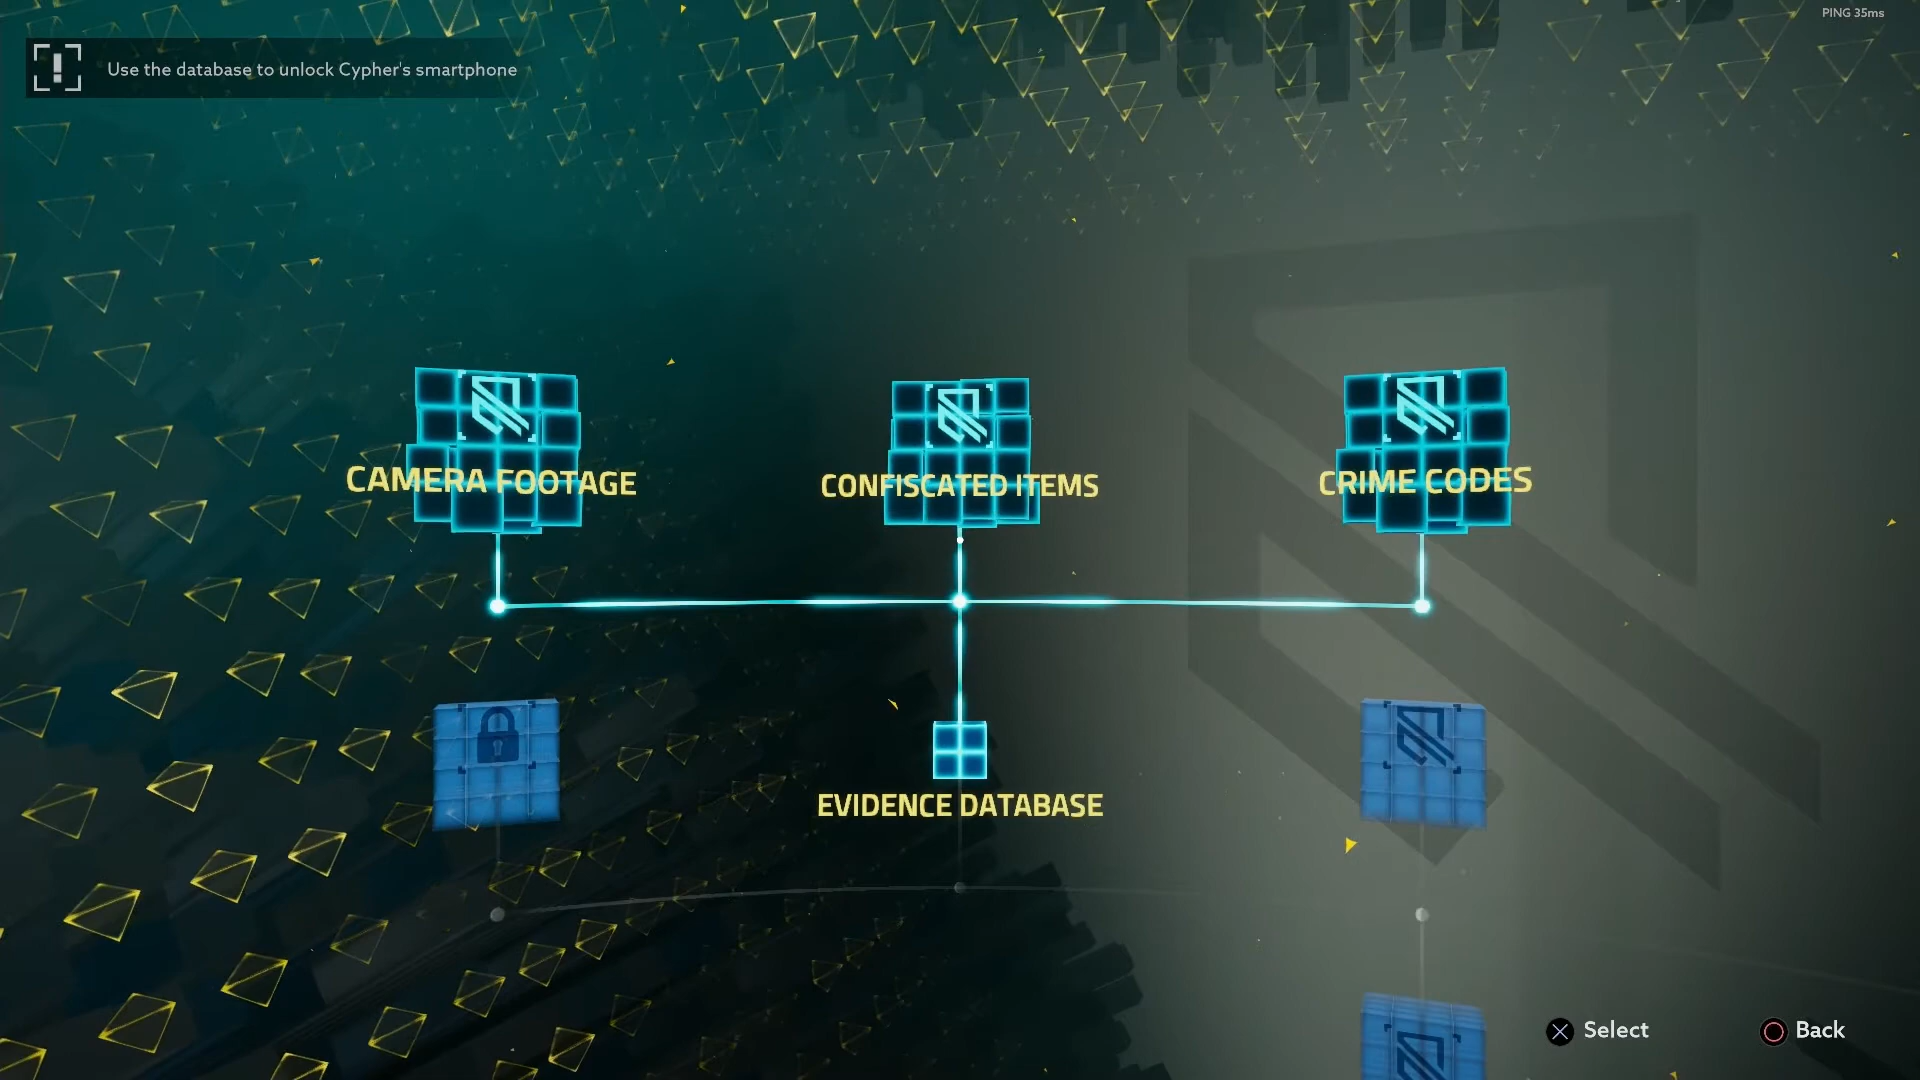 PING 35ms
Use the database to unlock Cypher's smartphone
CAMERA FOOTAGE
CONFISCATED ITEMS
CRIME CODES
EVIDENCE DATABASE
Select
Back